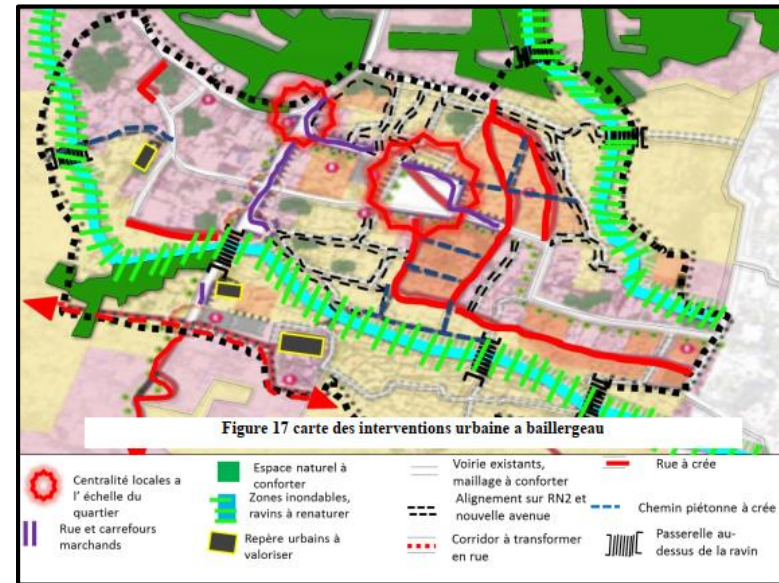 Figure 17 carte des interventions urbaine a baillergeau
Centralité locales a
l' échelle du
quartier
Rue et carrefours
marchands
Espace naturel à
conforter
Zones inondables,
ravins à renaturer
Repère urbains à
valoriser
Voirie existants,
maillage à conforter
Alignement sur RN2 et
nouvelle avenue
Corridor à transformer
en rue
Rue à crée
Chemin piétonne à crée
Passerelle au-
dessus de la ravin